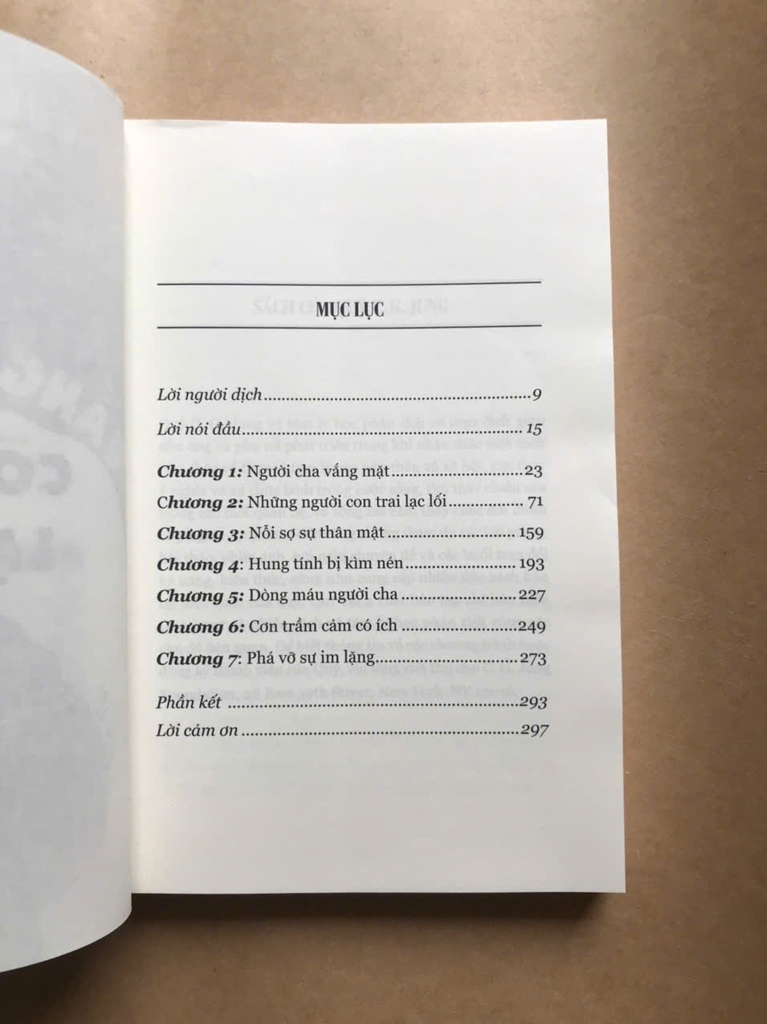 MỤC LỤC
Lời người dịch..........................................................9
Lời nói đầu............................................................ 15
Chương 1: Người cha vắng mặt...........................23
Chương 2: Những người con trai lạc lối............... 71
Chương 3: Nỗi sợ sự thân mật........................... 159
Chương 4: Hung tính bị kìm nén........................193
Chương 5: Dòng máu người cha.........................227
Chương 6: Cơn trầm cảm có ích.........................249
Chương 7: Phá vỡ sự im lặng..............................273
Phần kết ...............................................................293
Lời cảm ơn............................................................297